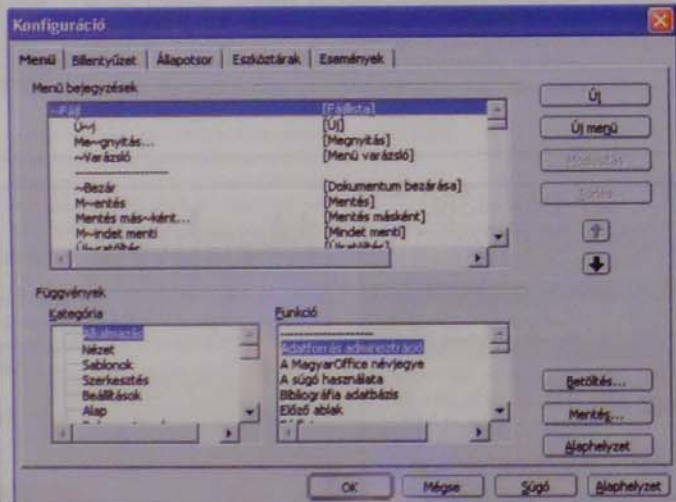 Konfiguráció
Menü Billentyűzet Állapotsor Eszköztárak Események
Menü bejegyzések
~Fájl [Fájllista]
Ú~j [Új]
Me~gnyitás... [Megnyitás]
~Varázsló [Menü varázsló]
----------------------
~Bezár [Dokumentum bezárása]
M~entés [Mentés]
Mentés más~ként... [Mentés másként]
M~indet menti [Mindet menti]
Új
Új menü
Módosítás
Törlés
Függvények
Kategória
Alkalmazás
Nézet
Sablonok
Szerkesztés
Beállítások
Alap
Funkció
----------------------
Adatforrás adminisztráció
A MagyarOffice névjegye
A súgó használata
Bibliográfia adatbázis
Előző ablak
Betöltés...
Mentés...
Alaphelyzet
OK Mégse Súgó Alaphelyzet